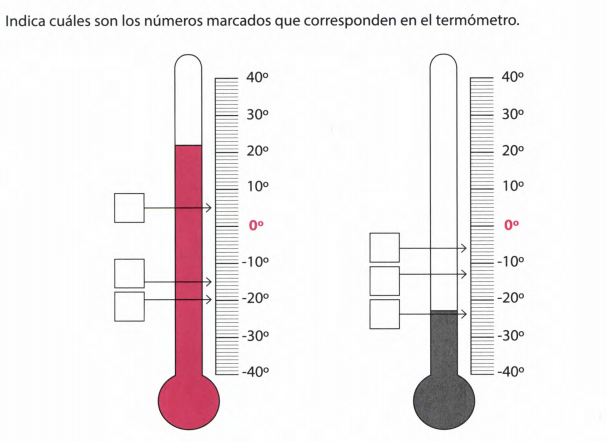 Indica cuáles son los números marcados que corresponden en el termómetro.
40º
30º
20º
10º
0º
-10º
-20º
-30º
-40º
40º
30º
20º
10º
0º
-10º
-20º
-30º
-40º